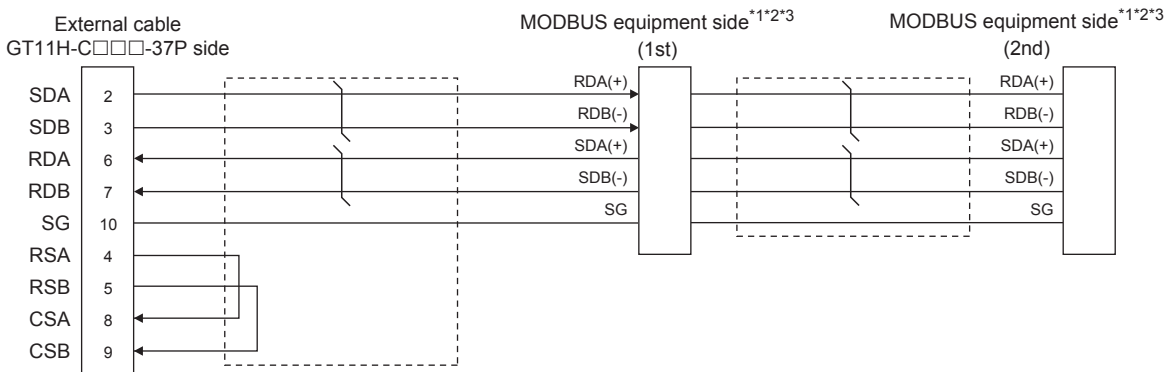 External cable
GT11H-C□□□-37P side
MODBUS equipment side*1*2*3
(1st)
MODBUS equipment side*1*2*3
(2nd)
SDA 2 RDA(+) RDA(+)
SDB 3 RDB(-) RDB(-)
RDA 6 SDA(+) SDA(+)
RDB 7 SDB(-) SDB(-)
SG 10 SG SG
RSA 4
RSB 5
CSA 8
CSB 9